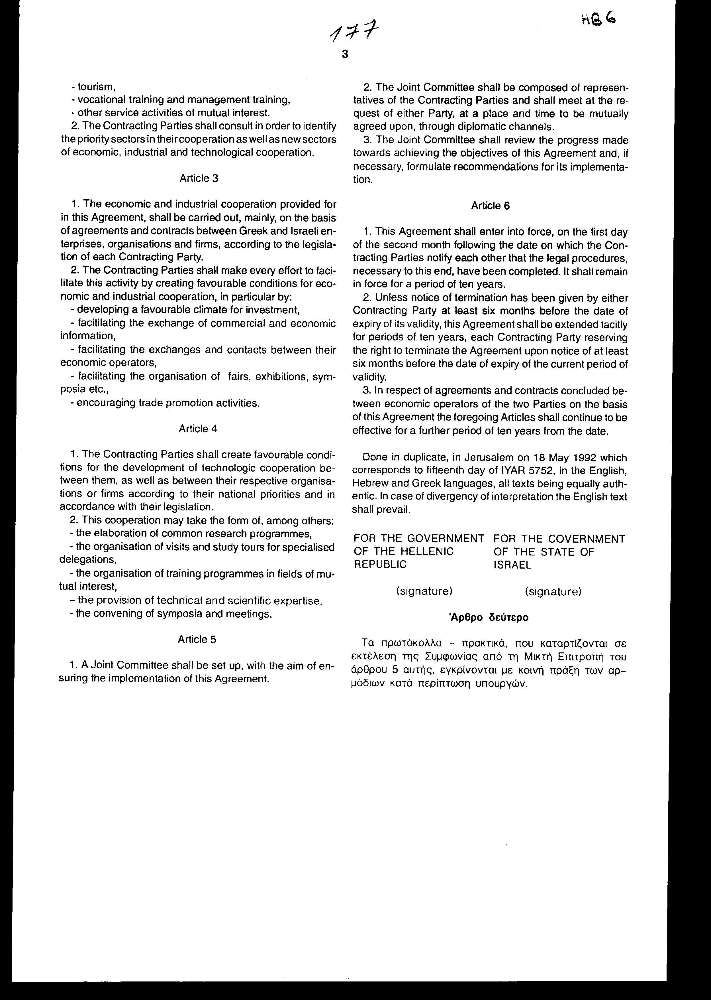 177
HB6
3
- tourism,
- vocational training and management training,
- other service activities of mutual interest.
2. The Contracting Parties shall consult in order to identify
the priority sectors in their cooperation as well as new sectors
of economic, industrial and technological cooperation.
Article 3
1. The economic and industrial cooperation provided for
in this Agreement, shall be carried out, mainly, on the basis
of agreements and contracts between Greek and Israeli en-
terprises, organisations and firms, according to the legisla-
tion of each Contracting Party.
2. The Contracting Parties shall make every effort to faci-
litate this activity by creating favourable conditions for eco-
nomic and industrial cooperation, in particular by:
- developing a favourable climate for investment,
- facitilating the exchange of commercial and economic
information,
- facilitating the exchanges and contacts between their
economic operators,
- facilitating the organisation of fairs, exhibitions, sym-
posia etc.,
- encouraging trade promotion activities.
Article 4
1. The Contracting Parties shall create favourable condi-
tions for the development of technologic cooperation be-
tween them, as well as between their respective organisa-
tions or firms according to their national priorities and in
accordance with their legislation.
2. This cooperation may take the form of, among others:
- the elaboration of common research programmes,
- the organisation of visits and study tours for specialised
delegations,
- the organisation of training programmes in fields of mu-
tual interest,
– the provision of technical and scientific expertise,
- the convening of symposia and meetings.
Article 5
1. A Joint Committee shall be set up, with the aim of en-
suring the implementation of this Agreement.
2. The Joint Committee shall be composed of represen-
tatives of the Contracting Parties and shall meet at the re-
quest of either Party, at a place and time to be mutually
agreed upon, through diplomatic channels.
3. The Joint Committee shall review the progress made
towards achieving the objectives of this Agreement and, if
necessary, formulate recommendations for its implementa-
tion.
Article 6
1. This Agreement shall enter into force, on the first day
of the second month following the date on which the Con-
tracting Parties notify each other that the legal procedures,
necessary to this end, have been completed. It shall remain
in force for a period of ten years.
2. Unless notice of termination has been given by either
Contracting Party at least six months before the date of
expiry of its validity, this Agreement shall be extended tacitly
for periods of ten years, each Contracting Party reserving
the right to terminate the Agreement upon notice of at least
six months before the date of expiry of the current period of
validity.
3. In respect of agreements and contracts concluded be-
tween economic operators of the two Parties on the basis
of this Agreement the foregoing Articles shall continue to be
effective for a further period of ten years from the date.
Done in duplicate, in Jerusalem on 18 May 1992 which
corresponds to fifteenth day of IYAR 5752, in the English,
Hebrew and Greek languages, all texts being equally auth-
entic. In case of divergency of interpretation the English text
shall prevail.
FOR THE GOVERNMENT FOR THE COVERNMENT
OF THE HELLENIC OF THE STATE OF
REPUBLIC ISRAEL
(signature) (signature)
Άρθρο δεύτερο
Τα πρωτόκολλα – πρακτικά, που καταρτίζονται σε
εκτέλεση της Συμφωνίας από τη Μικτή Επιτροπή του
άρθρου 5 αυτής, εγκρίνονται με κοινή πράξη των αρ–
μόδιων κατά περίπτωση υπουργών.